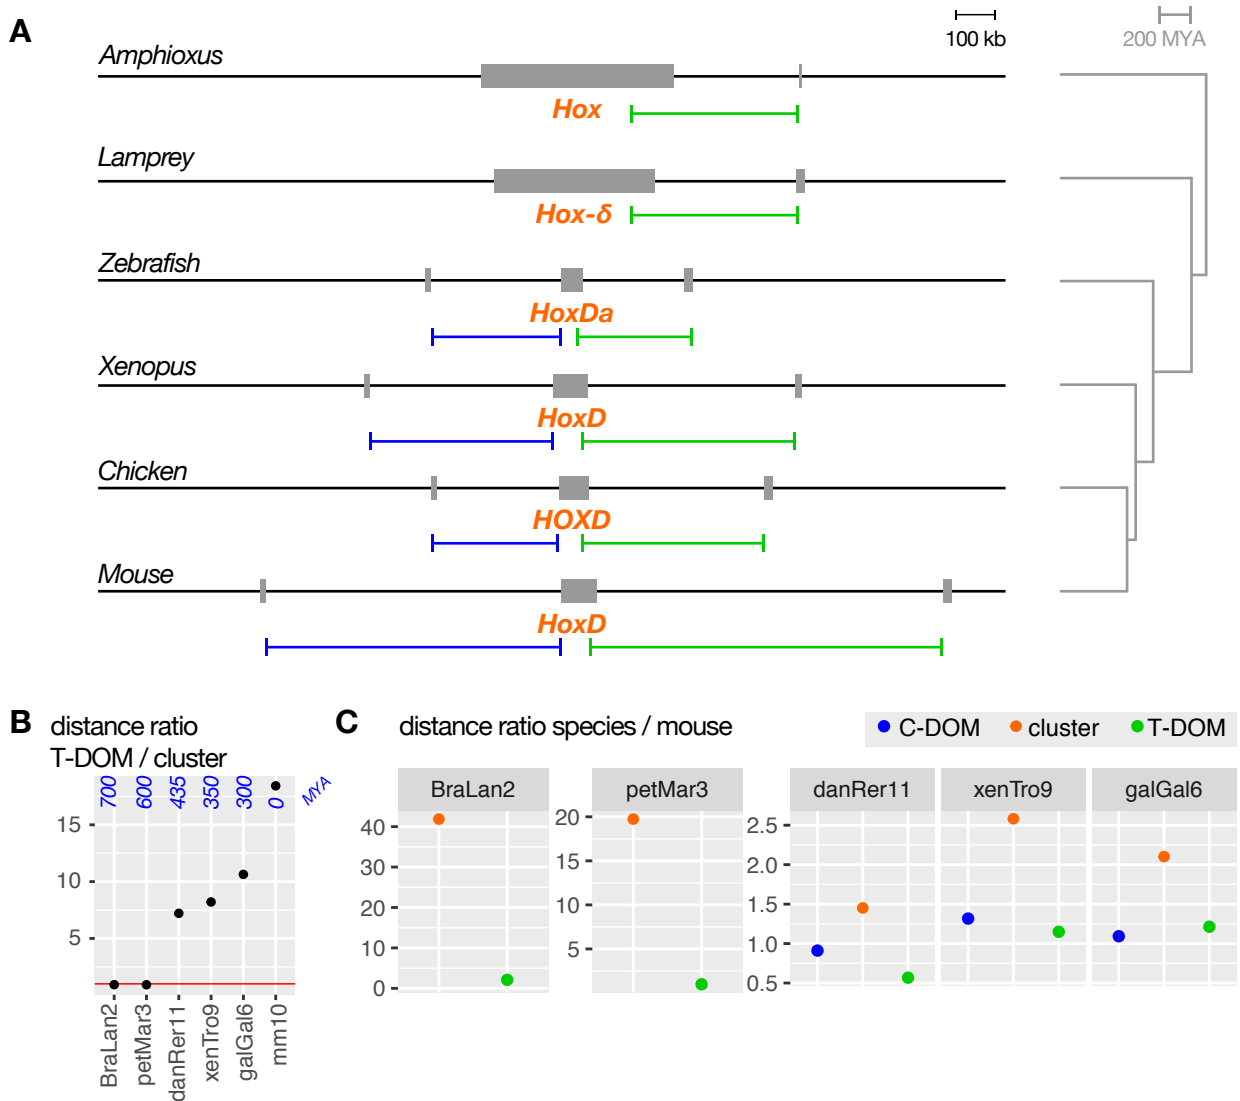 A
100 kb
200 MYA
Amphioxus
Hox
Lamprey
Hox-δ
Zebrafish
HoxDa
Xenopus
HoxD
Chicken
HOXD
Mouse
HoxD
B distance ratio
T-DOM / cluster
700 600 435 350 300 0 MYA
15
10
5
BraLan2 petMar3 danRer11 xenTro9 galGal6 mm10
C distance ratio species / mouse
C-DOM cluster T-DOM
BraLan2
40
30
20
10
0
petMar3
20
15
10
5
danRer11 xenTro9 galGal6
2.5
2.0
1.5
1.0
0.5